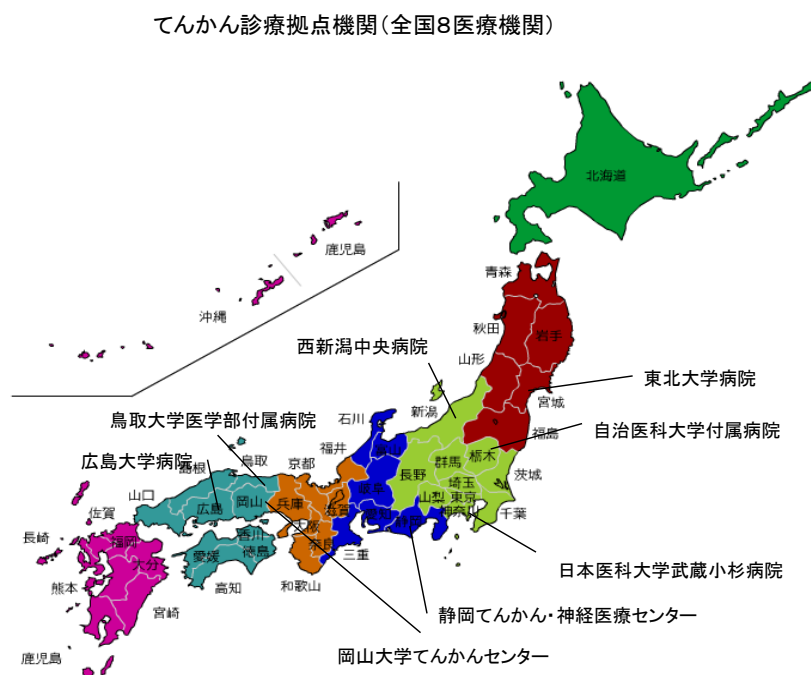 てんかん診療拠点機関（全国８医療機関）
北海道
鹿児島
沖縄
青森
秋田
岩手
西新潟中央病院
山形
東北大学病院
宮城
新潟
石川
鳥取大学医学部付属病院
福島
自治医科大学付属病院
福井
富山
栃木
群馬
広島大学病院
島根
鳥取
京都
長野
茨城
埼玉
岐阜
山梨
東京
山口
兵庫
滋賀
岡山
広島
神奈川
千葉
佐賀
愛知
静岡
大阪
長崎
福岡
香川
奈良
三重
大分
愛媛
徳島
日本医科大学武蔵小杉病院
熊本
高知
和歌山
宮崎
静岡てんかん・神経医療センター
鹿児島
岡山大学てんかんセンター